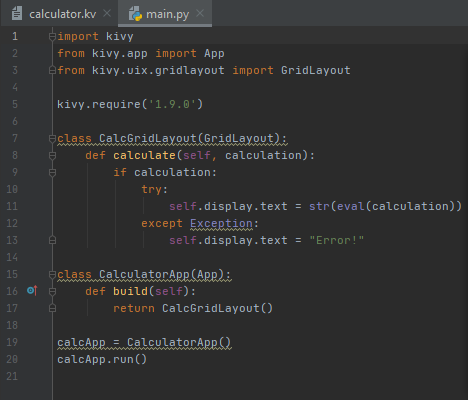 calculator.kv × main.py ×
1 import kivy
2 from kivy.app import App
3 from kivy.uix.gridlayout import GridLayout
4
5 kivy.require('1.9.0')
6
7 class CalcGridLayout(GridLayout):
8     def calculate(self, calculation):
9         if calculation:
10             try:
11                 self.display.text = str(eval(calculation))
12             except Exception:
13                 self.display.text = "Error!"
14
15 class CalculatorApp(App):
16     def build(self):
17         return CalcGridLayout()
18
19 calcApp = CalculatorApp()
20 calcApp.run()
21